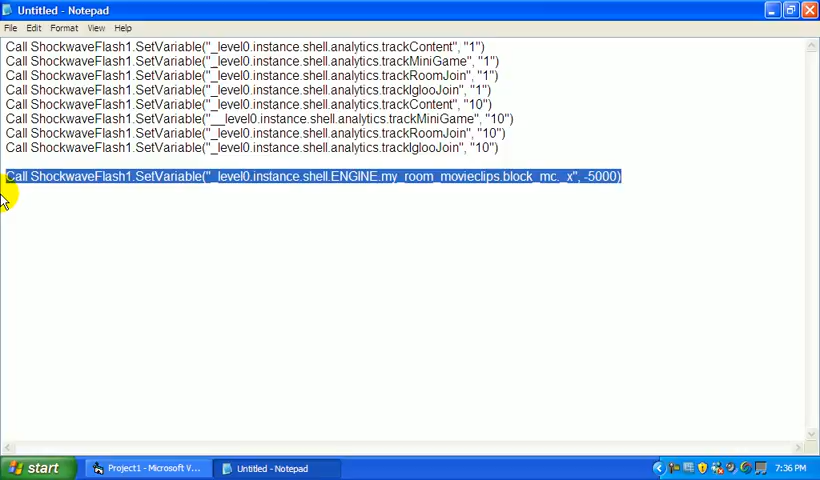 Untitled - Notepad
File Edit Format View Help
Call ShockwaveFlash1.SetVariable("_level0.instance.shell.analytics.trackContent", "1")
Call ShockwaveFlash1.SetVariable("_level0.instance.shell.analytics.trackMiniGame", "1")
Call ShockwaveFlash1.SetVariable("_level0.instance.shell.analytics.trackRoomJoin", "1")
Call ShockwaveFlash1.SetVariable("_level0.instance.shell.analytics.trackIglooJoin", "1")
Call ShockwaveFlash1.SetVariable("_level0.instance.shell.analytics.trackContent", "10")
Call ShockwaveFlash1.SetVariable("__level0.instance.shell.analytics.trackMiniGame", "10")
Call ShockwaveFlash1.SetVariable("_level0.instance.shell.analytics.trackRoomJoin", "10")
Call ShockwaveFlash1.SetVariable("_level0.instance.shell.analytics.trackIglooJoin", "10")
Call ShockwaveFlash1.SetVariable("_level0.instance.shell.ENGINE.my_room_movieclips.block_mc._x", -5000)
start Project1 - Microsoft V... Untitled - Notepad 7:36 PM